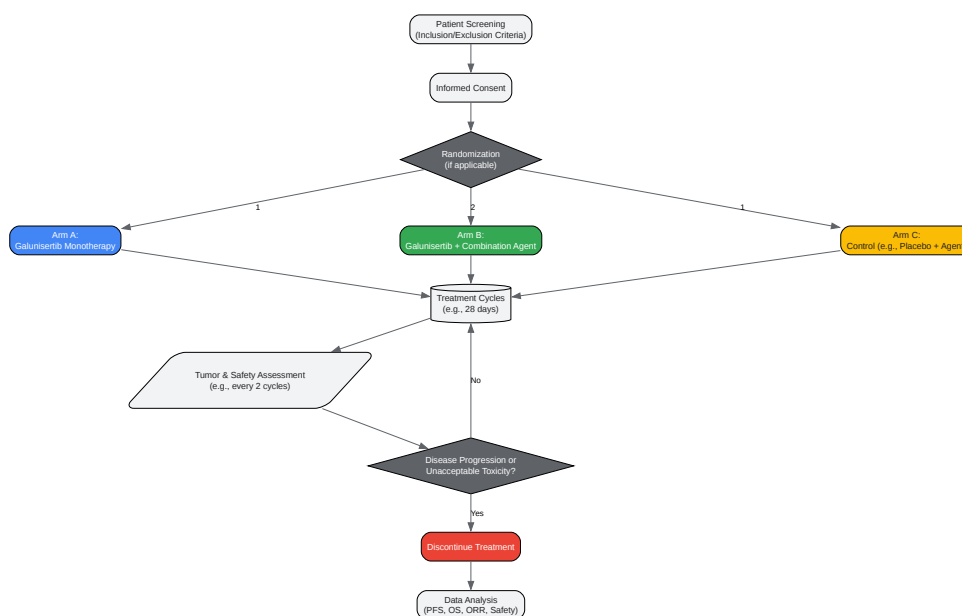 Patient Screening
(Inclusion/Exclusion Criteria)
Informed Consent
Randomization
(if applicable)
1
2
1
Arm A:
Galunisertib Monotherapy
Arm B:
Galunisertib + Combination Agent
Arm C:
Control (e.g., Placebo + Agent
Treatment Cycles
(e.g., 28 days)
Tumor & Safety Assessment
(e.g., every 2 cycles)
No
Disease Progression or
Unacceptable Toxicity?
Yes
Discontinue Treatment
Data Analysis
(PFS, OS, ORR, Safety)